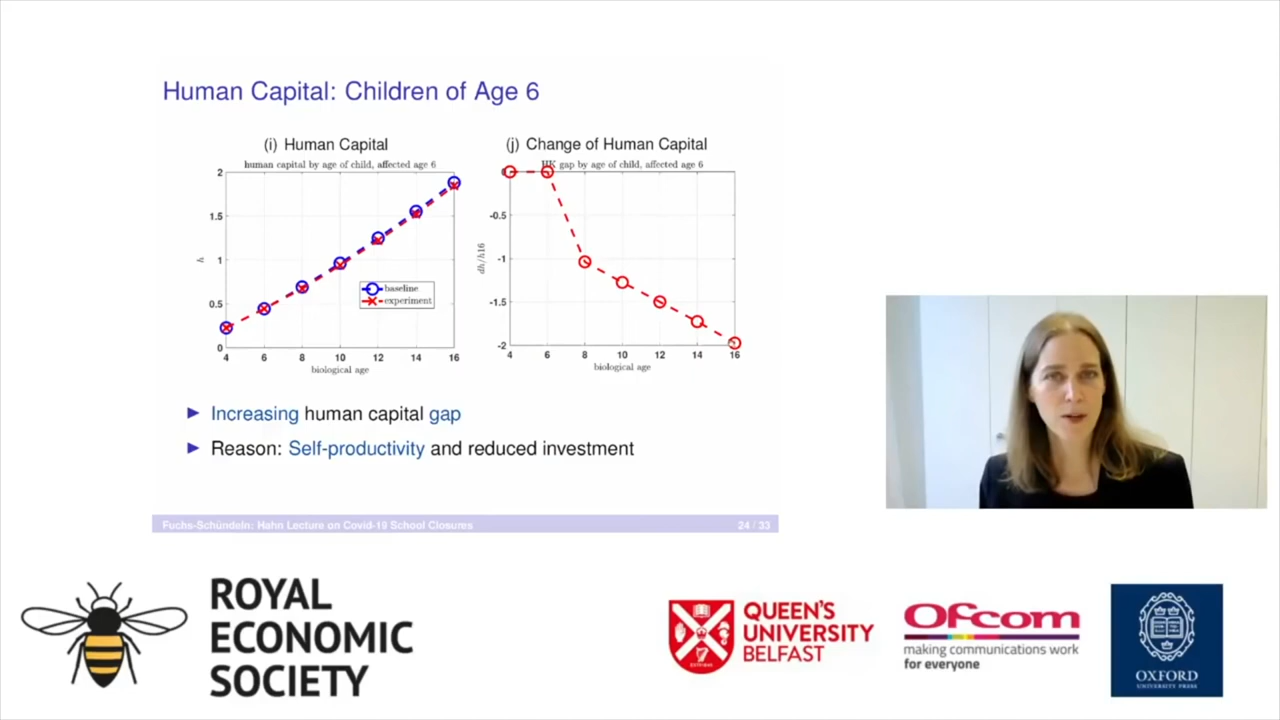 Human Capital: Children of Age 6
(i) Human Capital
human capital by age of child, affected age 6
2
1.5
1
0.5
0
h
4 6 8 10 12 14 16
biological age
baseline
experiment
(j) Change of Human Capital
HK gap by age of child, affected age 6
0
-0.5
-1
-1.5
-2
dh/h16
4 6 8 10 12 14 16
biological age
► Increasing human capital gap
► Reason: Self-productivity and reduced investment
Fuchs-Schündeln: Hahn Lecture on Covid-19 School Closures 24 / 33
ROYAL
ECONOMIC
SOCIETY
QUEEN'S
UNIVERSITY
BELFAST
Ofcom
making communications work
for everyone
OXFORD
UNIVERSITY PRESS